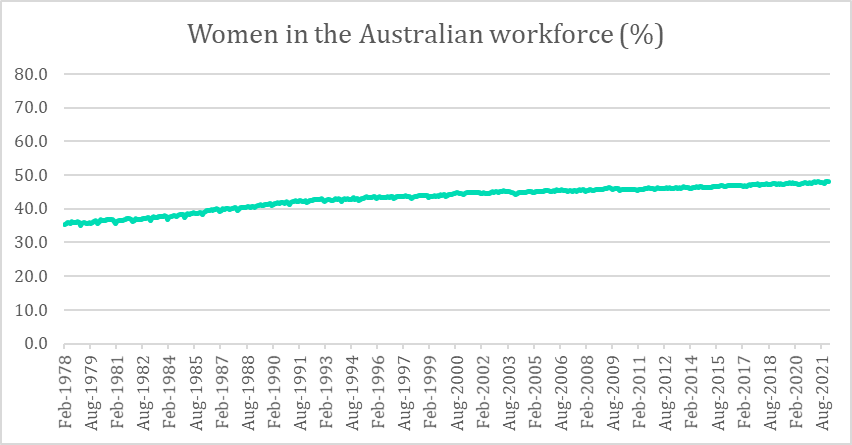 Women in the Australian workforce (%)
80.0
70.0
60.0
50.0
40.0
30.0
20.0
10.0
0.0
Feb-1978
Aug-1979
Feb-1981
Aug-1982
Feb-1984
Aug-1985
Feb-1987
Aug-1988
Feb-1990
Aug-1991
Feb-1993
Aug-1994
Feb-1996
Aug-1997
Feb-1999
Aug-2000
Feb-2002
Aug-2003
Feb-2005
Aug-2006
Feb-2008
Aug-2009
Feb-2011
Aug-2012
Feb-2014
Aug-2015
Feb-2017
Aug-2018
Feb-2020
Aug-2021